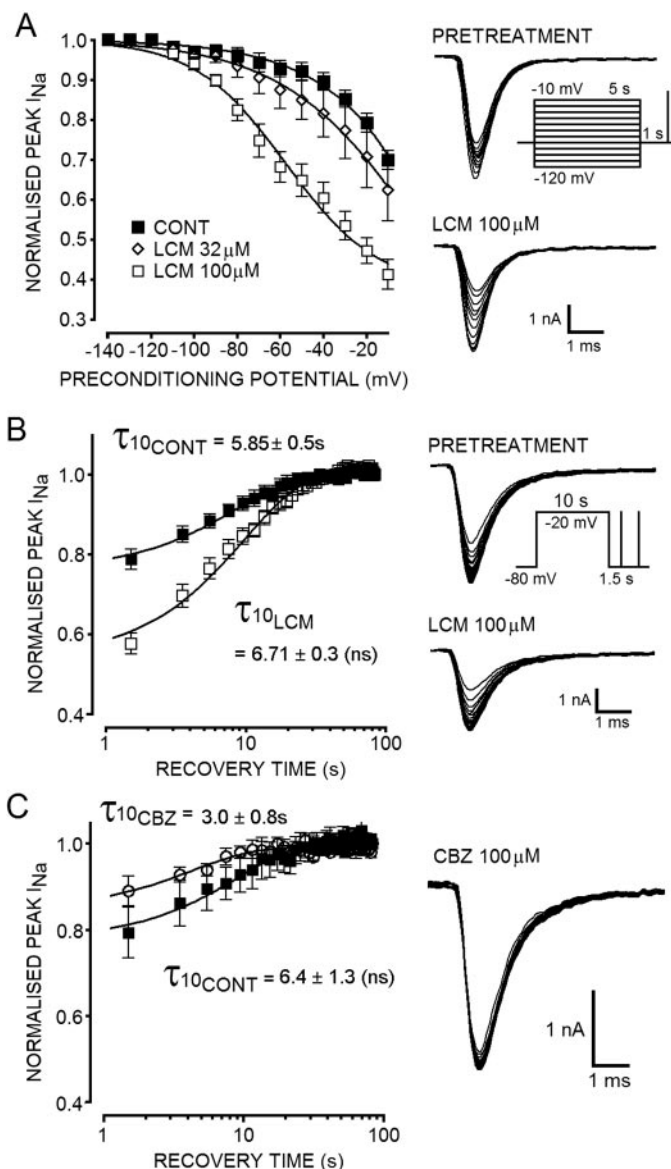 A
NORMALISED PEAK INa
1.0
0.9
0.8
0.7
0.6
0.5
0.4
0.3
CONT
LCM 32µM
LCM 100µM
-140 -120 -100 -80 -60 -40 -20
PRECONDITIONING POTENTIAL (mV)
PRETREATMENT
-10 mV 5 s
1 s
-120 mV
LCM 100µM
1 nA
1 ms
B
NORMALISED PEAK INa
1.0
0.8
0.6
0.4
τ10CONT = 5.85± 0.5s
τ10LCM
= 6.71 ± 0.3 (ns)
1 10 100
RECOVERY TIME (s)
PRETREATMENT
10 s
-20 mV
-80 mV 1.5 s
LCM 100µM
1 nA
1 ms
C
NORMALISED PEAK INa
1.0
0.8
1.0
0.4
τ10CBZ = 3.0 ± 0.8s
τ10CONT = 6.4 ± 1.3 (ns)
1 10 100
RECOVERY TIME (s)
CBZ 100µM
1 nA
1 ms